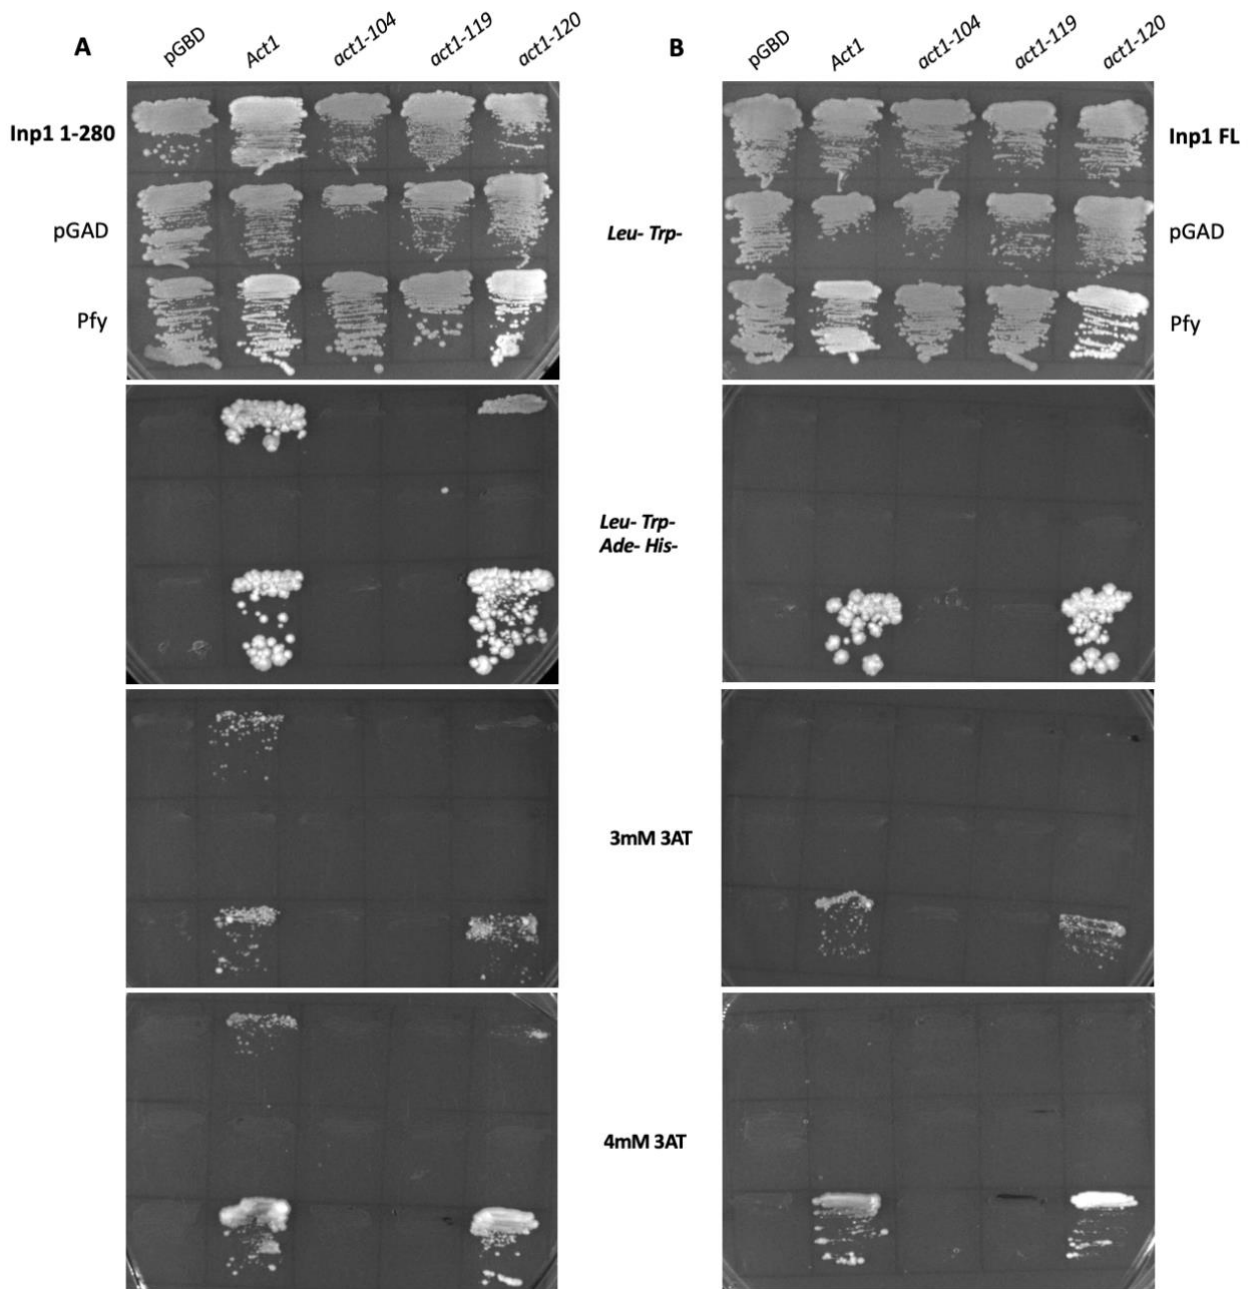 A
pGBD
Act1
act1-104
act1-119
act1-120
B
pGBD
Act1
act1-104
act1-119
act1-120
Inp1 1-280
pGAD
Pfy
Leu- Trp-
Inp1 FL
pGAD
Pfy
Leu- Trp-
Ade- His-
3mM 3AT
4mM 3AT